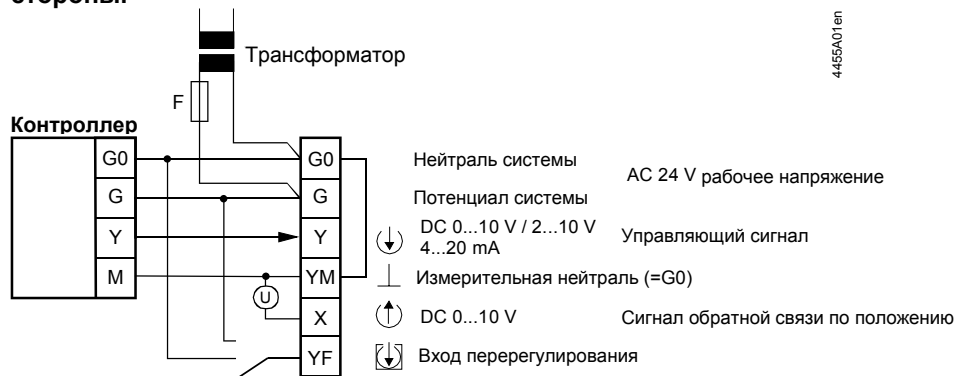 стороны.
4455A01en
Трансформатор
F
Контроллер
G0 G0 Нейтраль системы
AC 24 V рабочее напряжение
G G Потенциал системы
Y Y DC 0...10 V / 2...10 V
4...20 mA
Управляющий сигнал
M YM Измерительная нейтраль (=G0)
U
X DC 0...10 V Сигнал обратной связи по положению
YF Вход перерегулирования